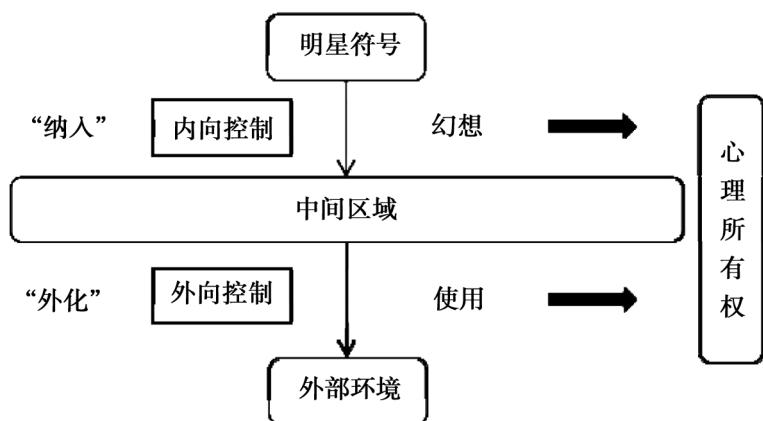 明星符号
“纳入”
内向控制
幻想
中间区域
“外化”
外向控制
使用
外部环境
心理所有权